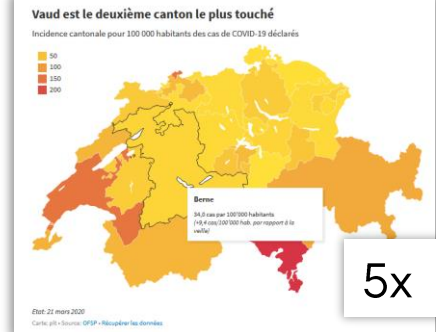 Vaud est le deuxième canton le plus touché
Incidence cantonale pour 100 000 habitants des cas de COVID-19 déclarés
50
100
150
200
Berne
34,0 cas par 100'000 habitants
(+9,4 cas/100'000 hab. par rapport à la
veille)
5x
Etat: 21 mars 2020
Carte: plt • Source: OFSP • Récupérer les données